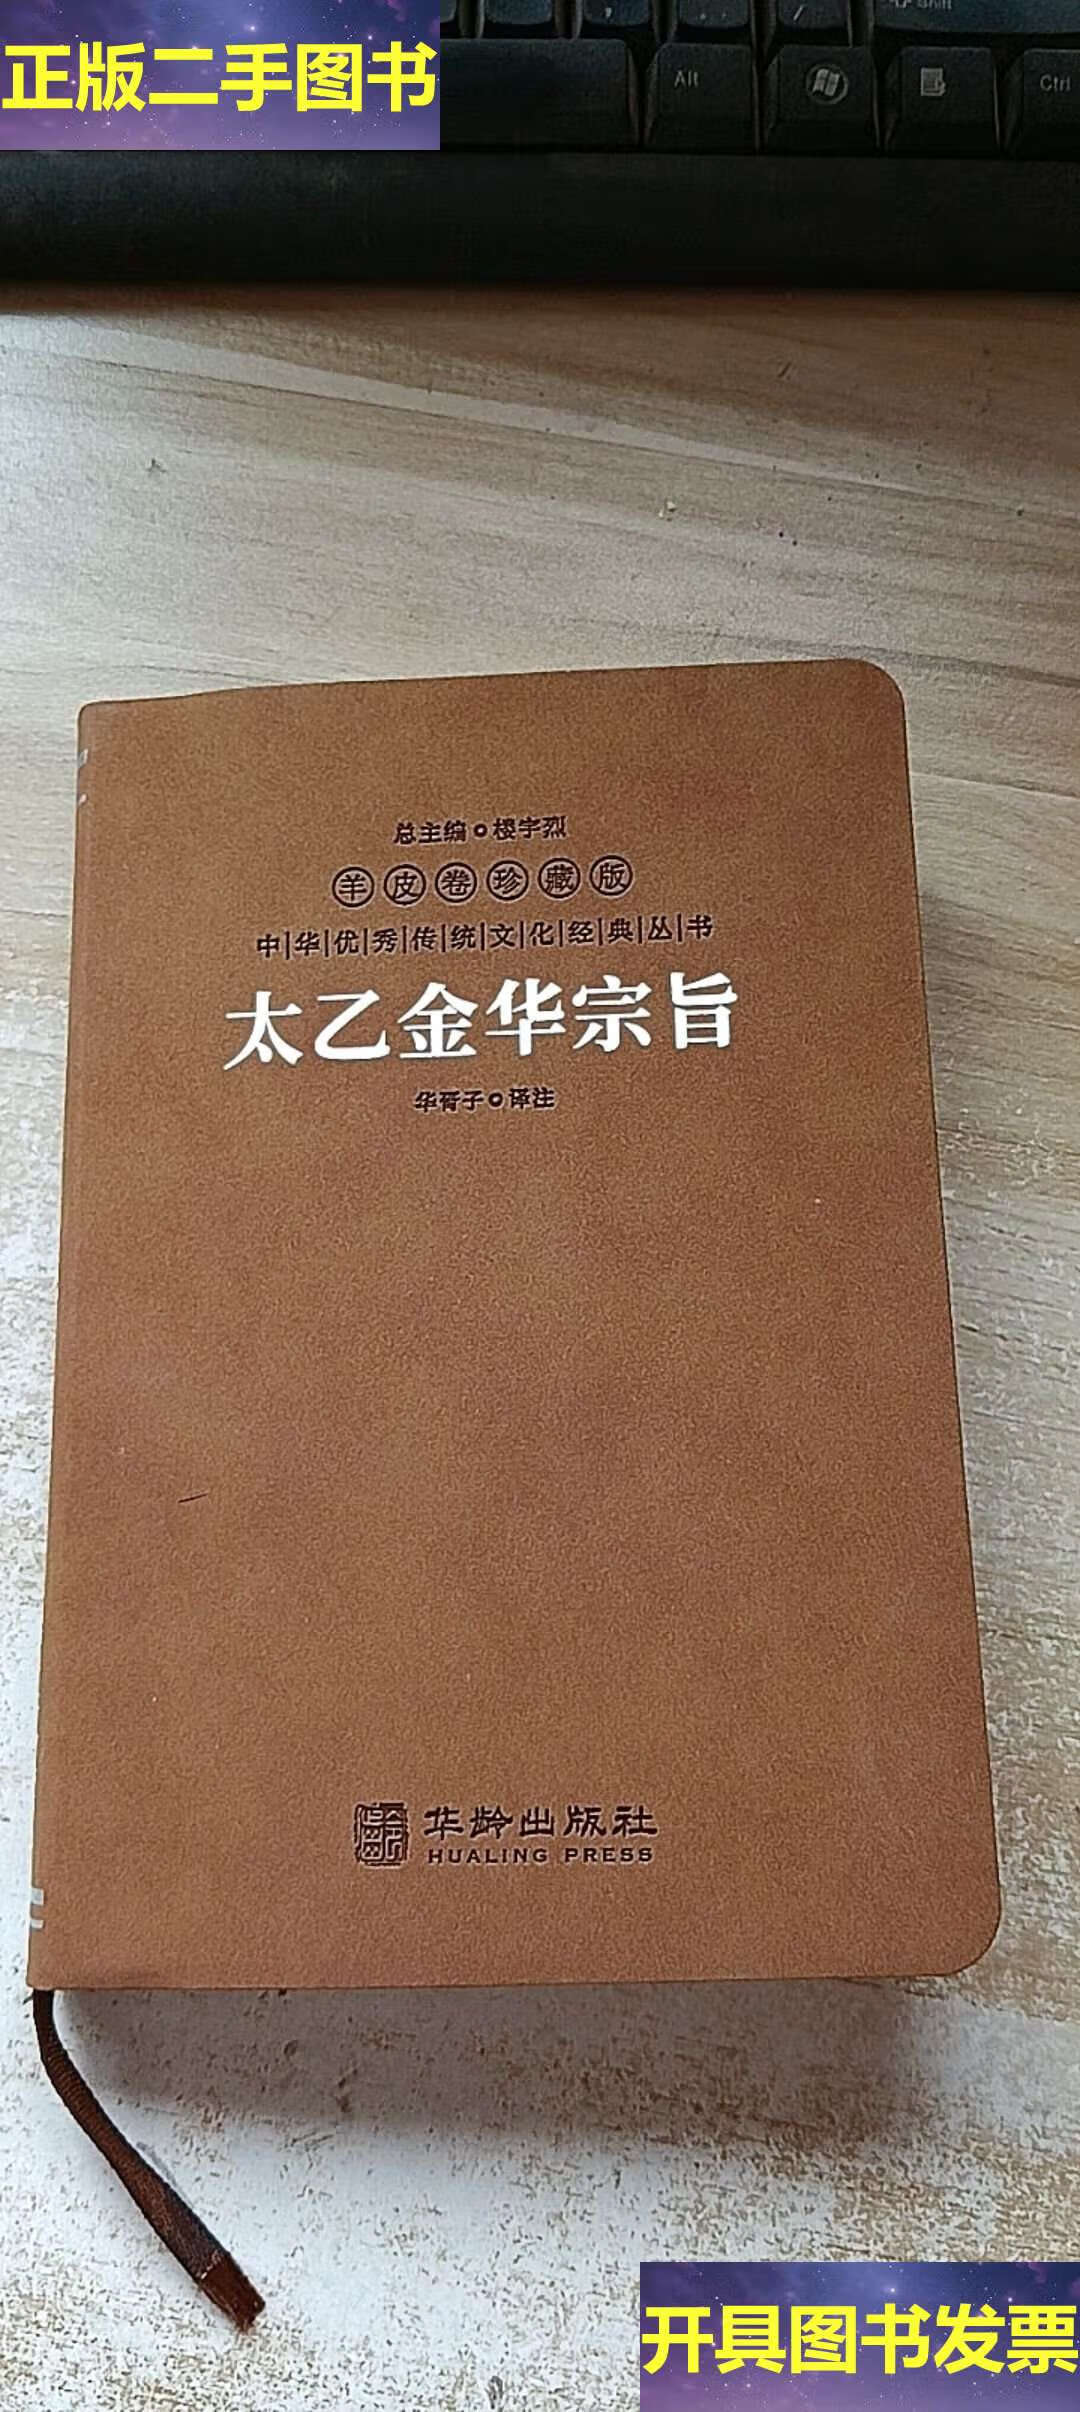 正版二手图书
Shift
Alt
Ctrl
总主编 楼宇烈
羊皮卷珍藏版
中|华|优|秀|传|统|文|化|经|典|丛|书
太乙金华宗旨
华胥子 译注
华龄出版社
HUALING PRESS
开具图书发票